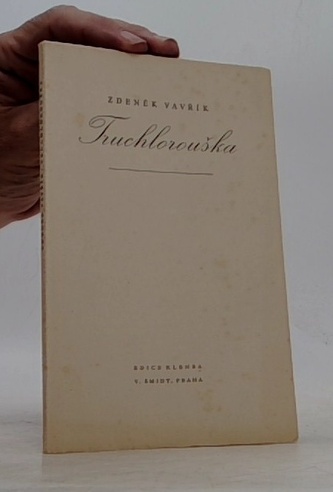 ZDENĚK VAVŘÍK
Truchlorouška
EDICE KLENBA
V. ŠMIDT, PRAHA